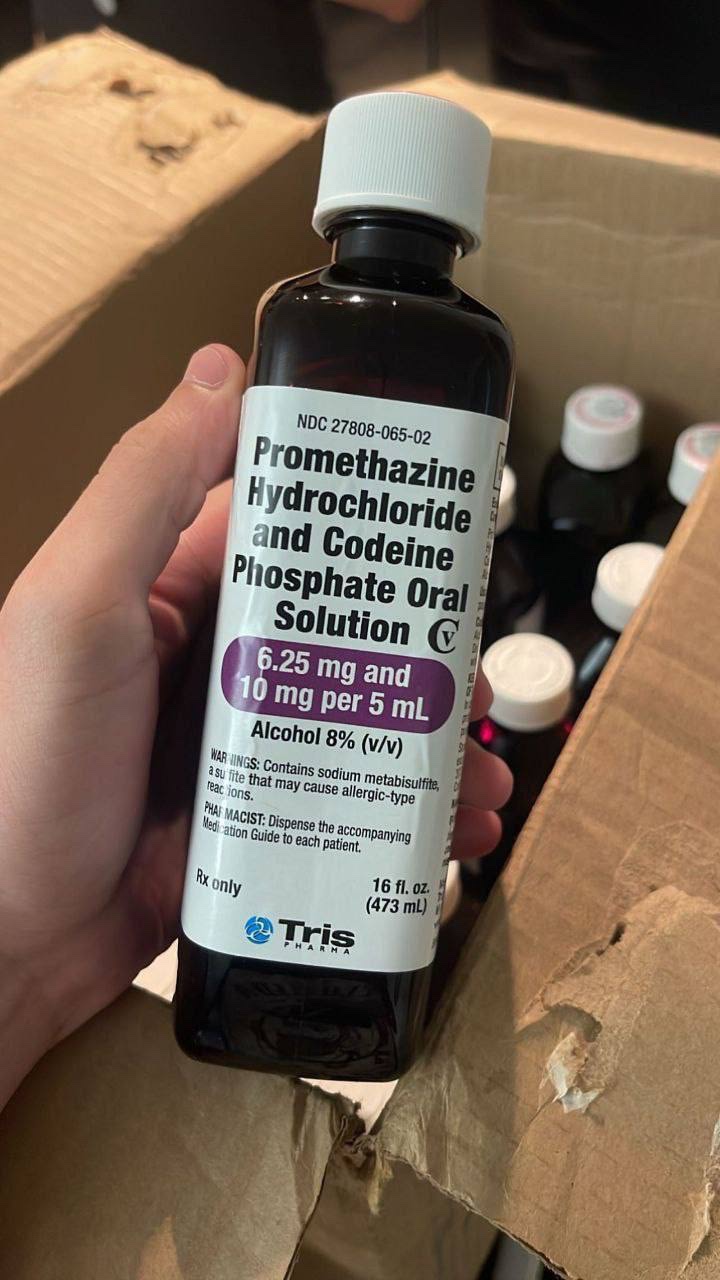 NDC 27808-065-02
Promethazine
Hydrochloride
and Codeine
Phosphate Oral
Solution CV
6.25 mg and
10 mg per 5 mL
Alcohol 8% (v/v)
WARNINGS: Contains sodium metabisulfite,
a sulfite that may cause allergic-type
reactions.
PHARMACIST: Dispense the accompanying
Medication Guide to each patient.
Rx only
16 fl. oz.
(473 mL)
Tris
PHARMA